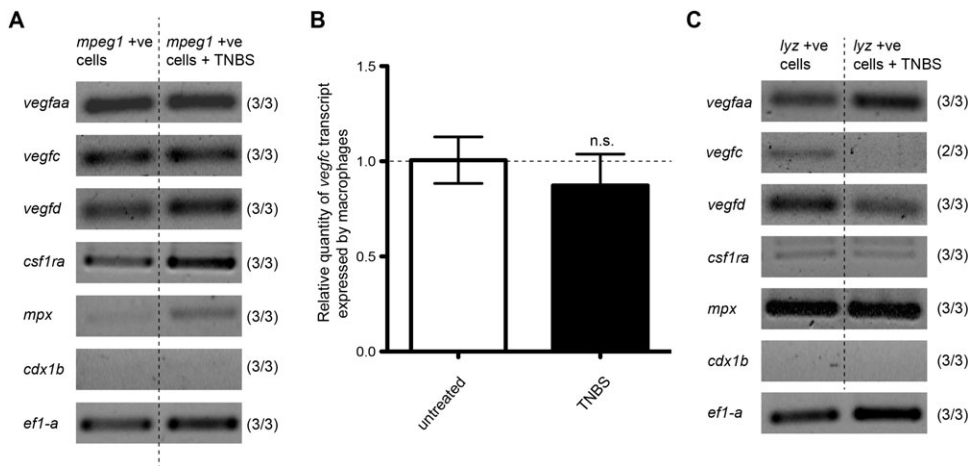 A
mpeg1 +ve cells
mpeg1 +ve cells + TNBS
vegfaa (3/3)
vegfc (3/3)
vegfd (3/3)
csf1ra (3/3)
mpx (3/3)
cdx1b (3/3)
ef1-a (3/3)
B
Relative quantity of vegfc transcript
expressed by macrophages
1.5
1.0
0.5
0.0
n.s.
untreated
TNBS
C
lyz +ve cells
lyz +ve cells + TNBS
vegfaa (3/3)
vegfc (2/3)
vegfd (3/3)
csf1ra (3/3)
mpx (3/3)
cdx1b (3/3)
ef1-a (3/3)